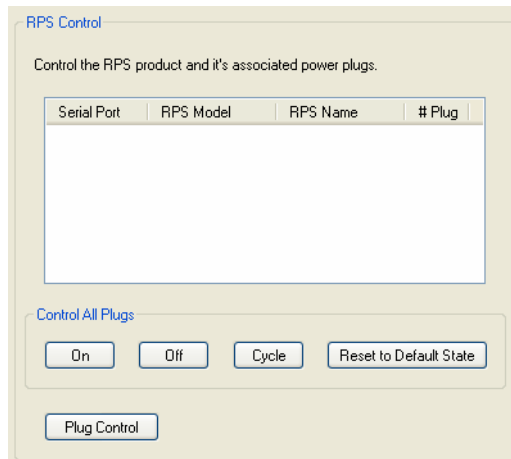 RPS Control
Control the RPS product and it's associated power plugs.
Serial Port RPS Model RPS Name # Plug
Control All Plugs
On Off Cycle Reset to Default State
Plug Control